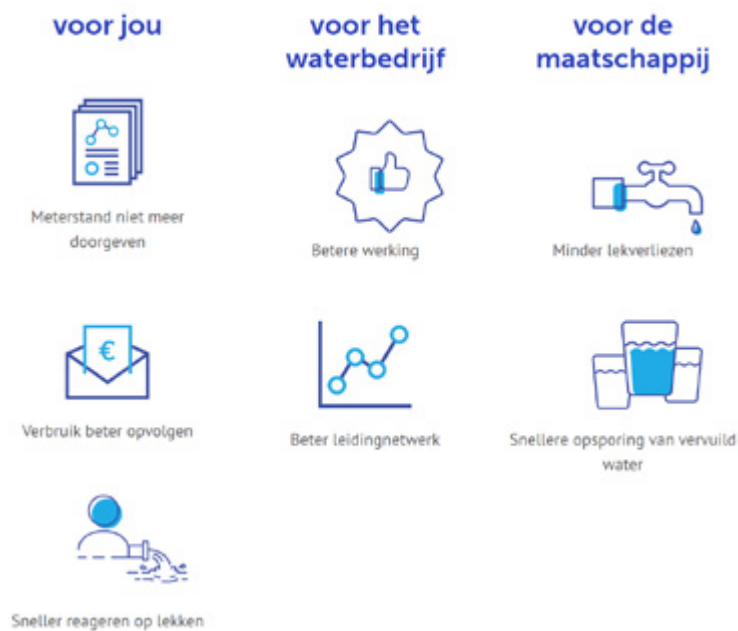 voor jou
Meterstand niet meer
doorgeven
€
Verbruik beter opvolgen
Sneller reageren op lekken
voor het
waterbedrijf
Betere werking
Beter leidingnetwerk
voor de
maatschappij
Minder lekverliezen
Snellere opsporing van vervuild
water